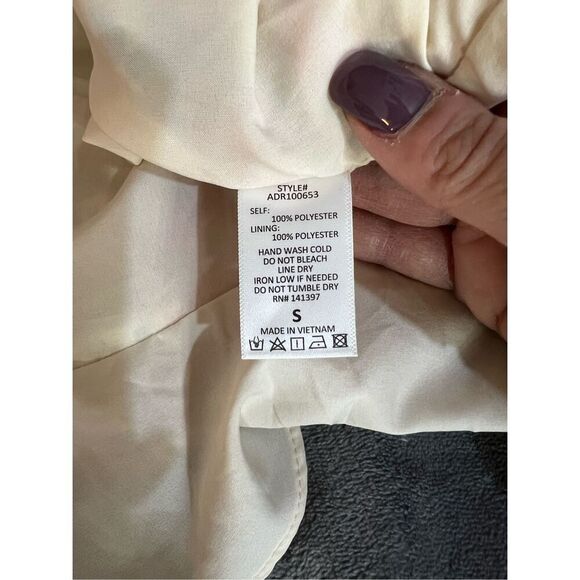 STYLE#
ADR100653
SELF:
100% POLYESTER
LINING:
100% POLYESTER
HAND WASH COLD
DO NOT BLEACH
LINE DRY
IRON LOW IF NEEDED
DO NOT TUMBLE DRY
RN# 141397
S
MADE IN VIETNAM